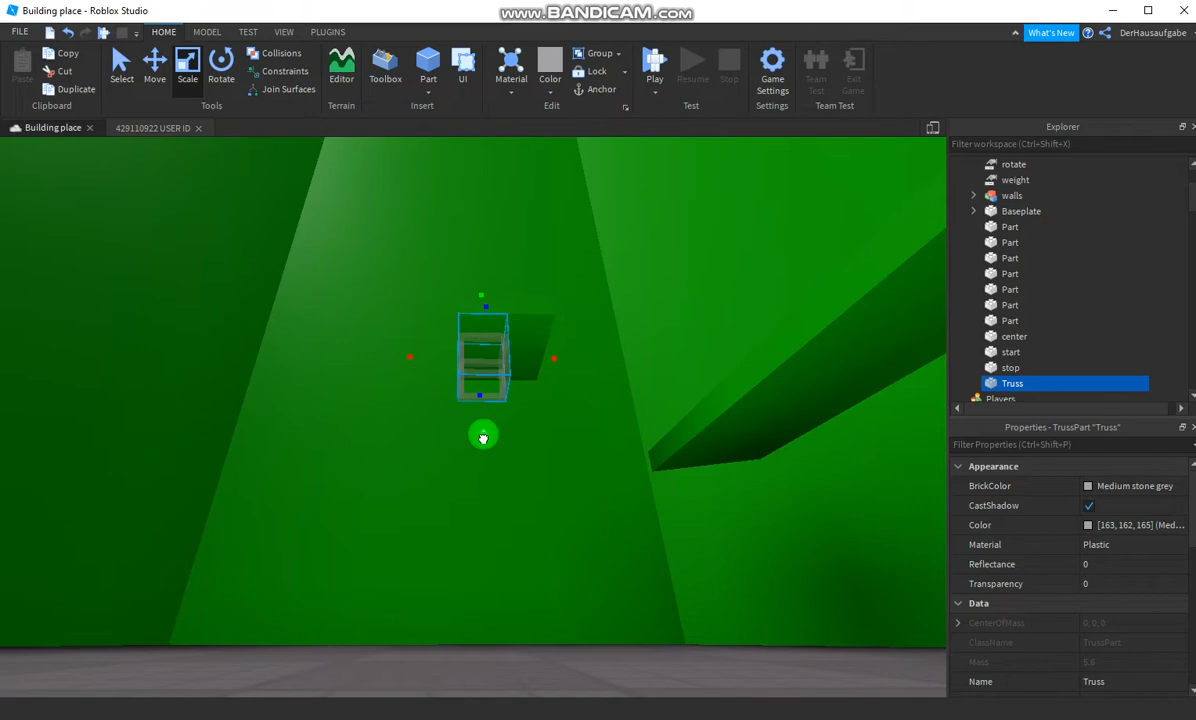 Building place - Roblox Studio
www.BANDICAM.com
FILE
HOME
MODEL
TEST
VIEW
PLUGINS
What's New
DerHausaufgabe
Paste
Copy
Cut
Duplicate
Clipboard
Select
Move
Scale
Rotate
Collisions
Constraints
Join Surfaces
Tools
Editor
Terrain
Toolbox
Part
UI
Insert
Material
Color
Group
Lock
Anchor
Edit
Play
Resume
Stop
Test
Game
Settings
Settings
Team
Test
Exit
Game
Team Test
Building place
429110922 USER ID
Explorer
Filter workspace (Ctrl+Shift+X)
rotate
weight
walls
Baseplate
Part
Part
Part
Part
Part
Part
Part
center
start
stop
Truss
Players
Properties - TrussPart "Truss"
Filter Properties (Ctrl+Shift+P)
Appearance
BrickColor Medium stone grey
CastShadow
Color [163, 162, 165] (Med...
Material Plastic
Reflectance 0
Transparency 0
Data
CenterOfMass 0, 0, 0
ClassName TrussPart
Mass 5.6
Name Truss